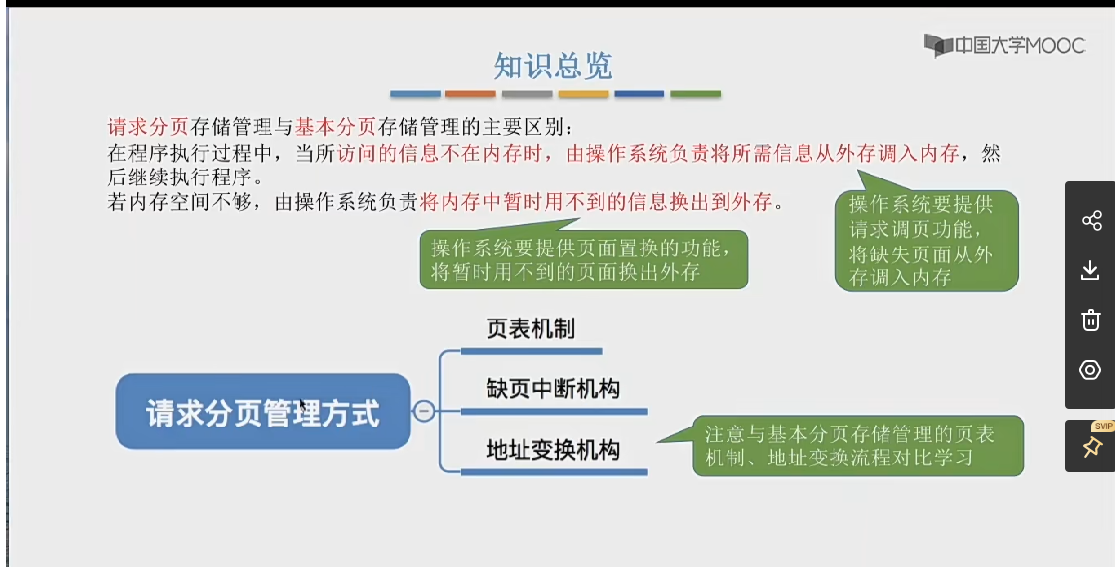 中国大学MOOC
知识总览
请求分页存储管理与基本分页存储管理的主要区别：
在程序执行过程中，当所访问的信息不在内存时，由操作系统负责将所需信息从外存调入内存，然
后继续执行程序。
若内存空间不够，由操作系统负责将内存中暂时用不到的信息换出到外存。
操作系统要提供
请求调页功能，
将缺失页面从外
存调入内存
操作系统要提供页面置换的功能，
将暂时用不到的页面换出外存
页表机制
缺页中断机构
请求分页管理方式
地址变换机构
注意与基本分页存储管理的页表
机制、地址变换流程对比学习
SVIP